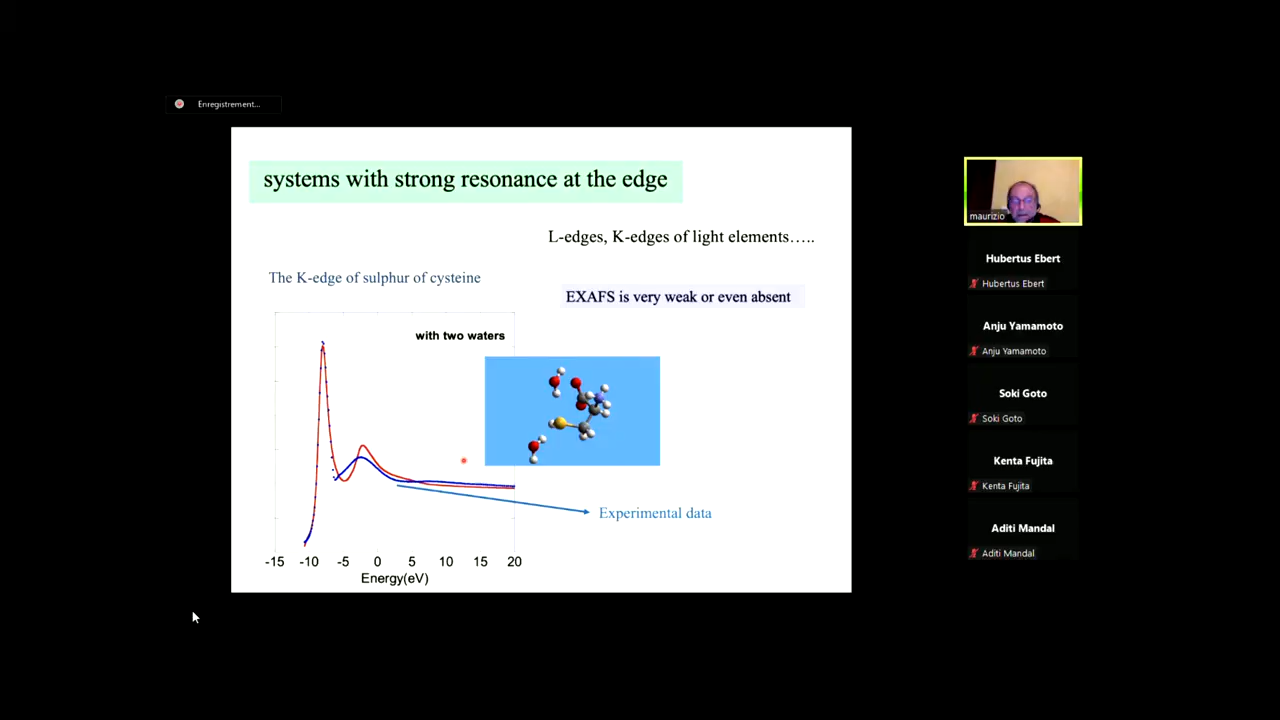 Enregistrement...
systems with strong resonance at the edge
L-edges, K-edges of light elements.....
The K-edge of sulphur of cysteine
EXAFS is very weak or even absent
with two waters
Experimental data
-15 -10 -5 0 5 10 15 20
Energy(eV)
maurizio
Hubertus Ebert
Hubertus Ebert
Anju Yamamoto
Anju Yamamoto
Soki Goto
Soki Goto
Kenta Fujita
Kenta Fujita
Aditi Mandal
Aditi Mandal